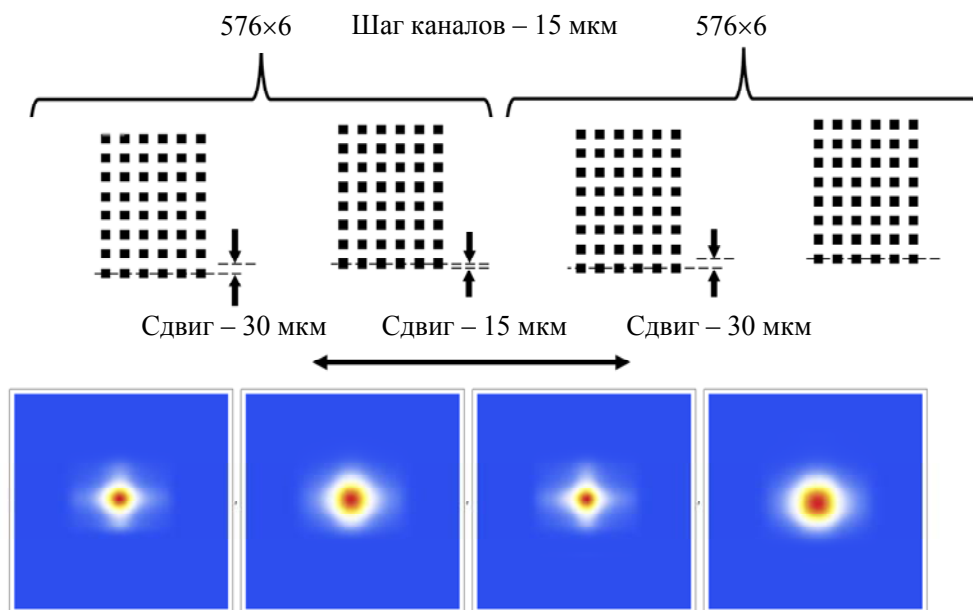 576×6 Шаг каналов – 15 мкм 576×6
Сдвиг – 30 мкм Сдвиг – 15 мкм Сдвиг – 30 мкм